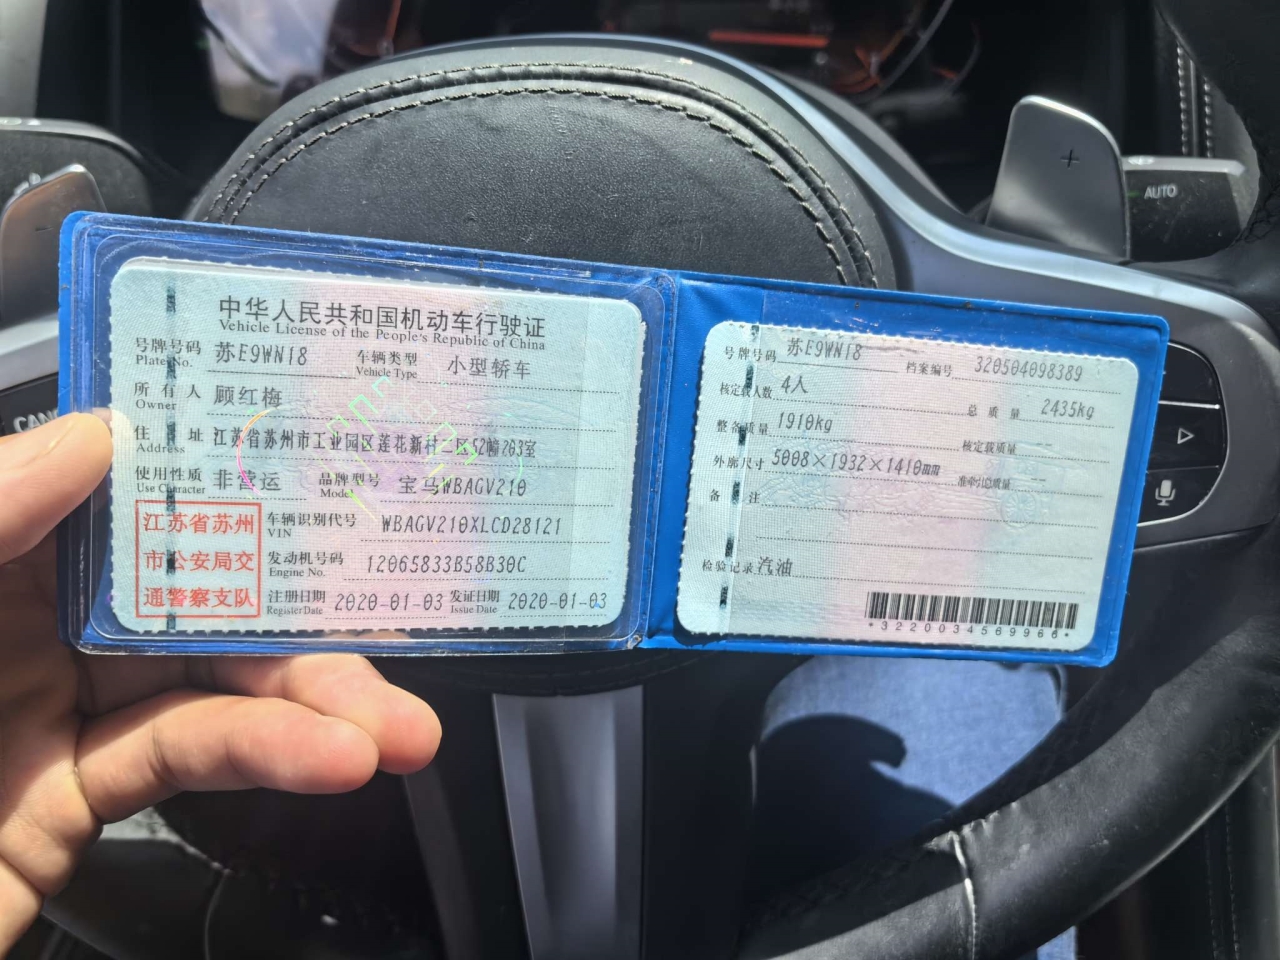 AUTO
CANC
中华人民共和国机动车行驶证
Vehicle License of the People's Republic of China
号牌号码 苏E9WN18 车辆类型 小型轿车
Plate No. Vehicle Type
所有人 顾红梅
Owner
住址 江苏省苏州市工业园区莲花新村二区52幢203室
Address
使用性质 非营运 品牌型号 宝马WBAGV210
Use Character Model
江苏省苏州
市公安局交
通警察支队
车辆识别代号 WBAGV210XLCD28121
VIN
发动机号码 12065833B58B30C
Engine No.
注册日期 2020-01-03 发证日期 2020-01-03
Register Date Issue Date
号牌号码 苏E9WN18 档案编号 320504098389
核定载人数 4人 总质量 2435kg
整备质量 1910kg 核定载质量 --
外廓尺寸 5008×1932×1410mm 准牵引总质量 --
备注
检验记录 汽油
*3220034569966*